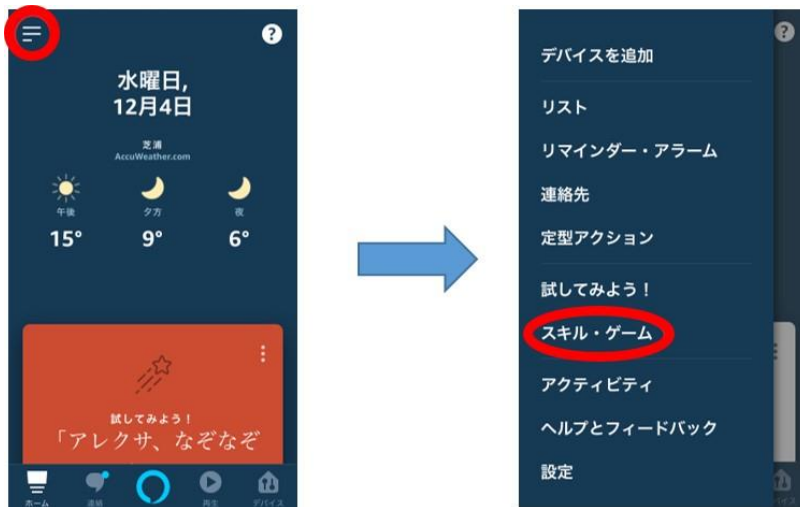 ?
水曜日,
12月4日
芝浦
AccuWeather.com
午後
夕方
夜
15°
9°
6°
試してみよう!
「アレクサ、なぞなぞ
ホーム
連絡
再生
デバイス
?
デバイスを追加
リスト
リマインダー・アラーム
連絡先
定型アクション
試してみよう!
スキル・ゲーム
アクティビティ
ヘルプとフィードバック
設定
バイス